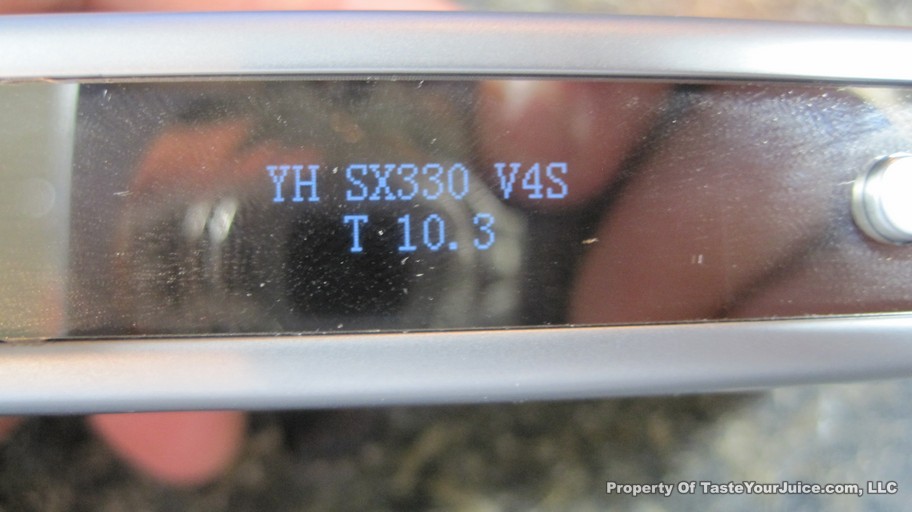 YH SX330 V4S
T 10.3
Property Of TasteYourJuice.com, LLC